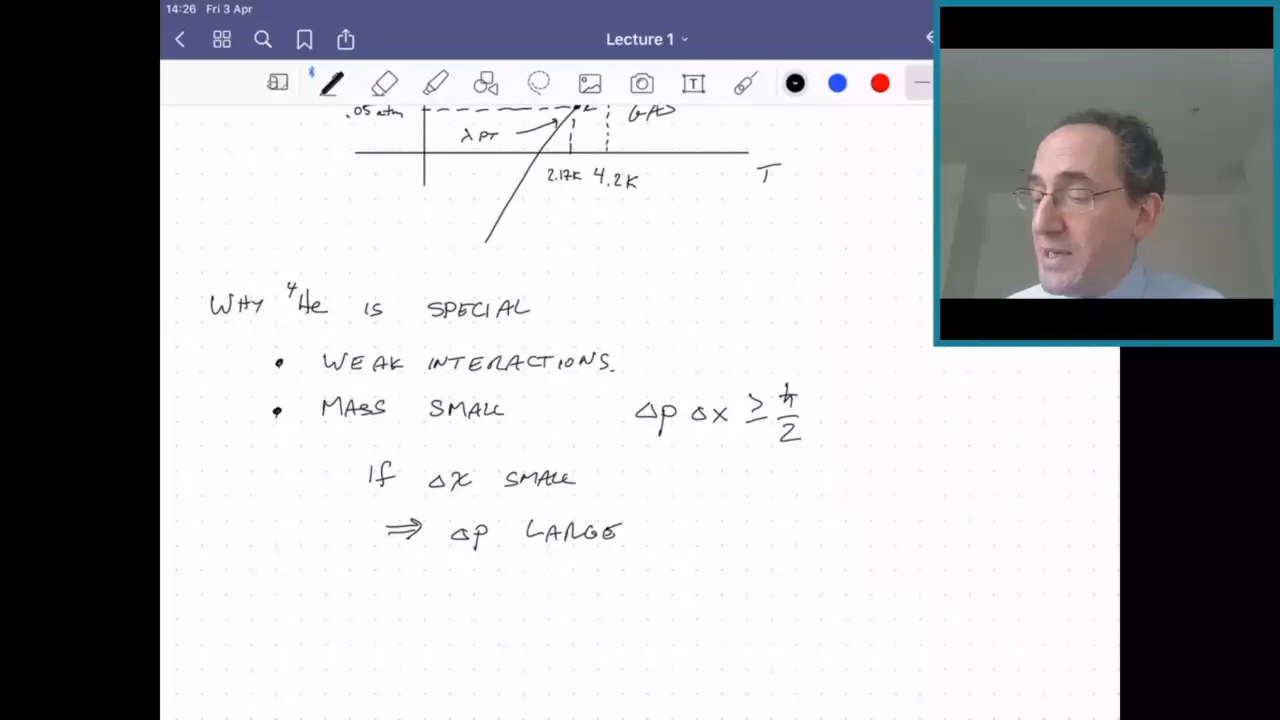 14:26 Fri 3 Apr
Lecture 1
T
.05 atm
GAS
λ PT
2.17K 4.2K
T
WHY ⁴He IS SPECIAL
• WEAK INTERACTIONS.
• MASS SMALL Δp Δx ≥ ħ/2
If Δx SMALL
⇒ Δp LARGE